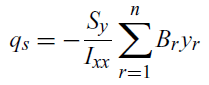 q_s = -\frac{S_y}{I_{xx}} \sum_{r=1}^{n} B_r y_r